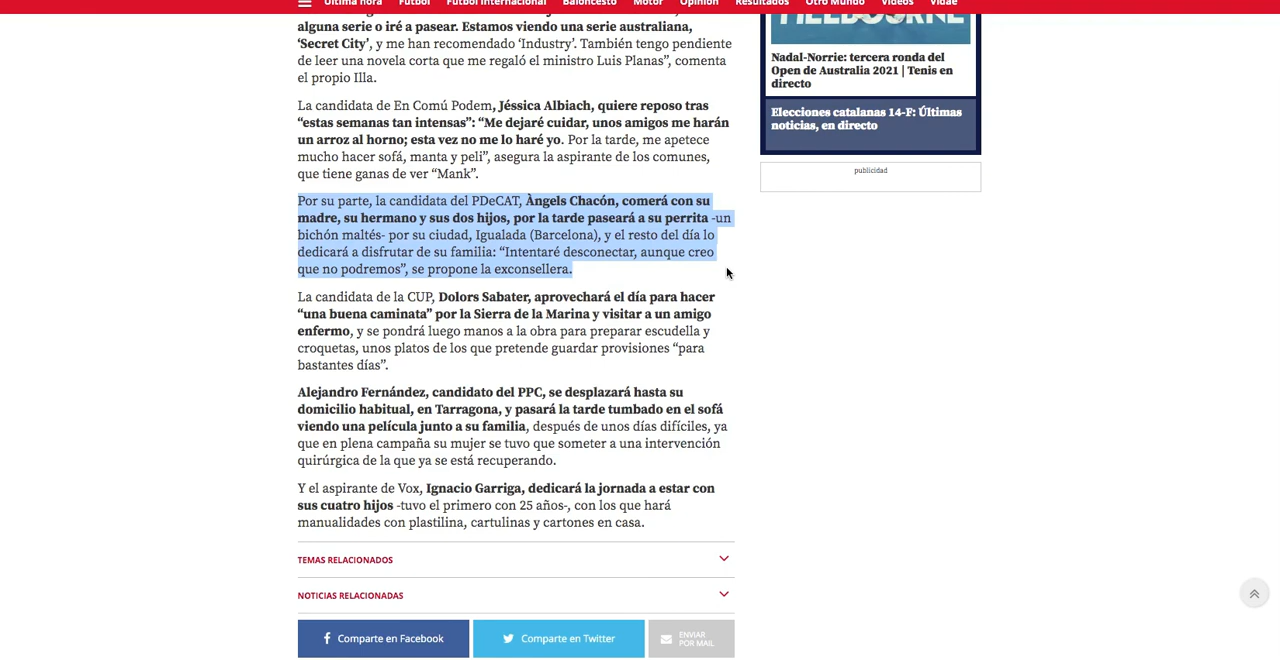 Última hora Fútbol Fútbol Internacional Baloncesto Motor Opinión Resultados Otro Mundo Vídeos
alguna serie o iré a pasear. Estamos viendo una serie australiana,
‘Secret City’, y me han recomendado ‘Industry’. También tengo pendiente
de leer una novela corta que me regaló el ministro Luis Planas”, comenta
el propio Illa.
La candidata de En Comú Podem, Jéssica Albiach, quiere reposo tras
“estas semanas tan intensas”: “Me dejaré cuidar, unos amigos me harán
un arroz al horno; esta vez no me lo haré yo. Por la tarde, me apetece
mucho hacer sofá, manta y peli”, asegura la aspirante de los comunes,
que tiene ganas de ver “Mank”.
Por su parte, la candidata del PDeCAT, Àngels Chacón, comerá con su
madre, su hermano y sus dos hijos, por la tarde paseará a su perrita -un
bichón maltés- por su ciudad, Igualada (Barcelona), y el resto del día lo
dedicará a disfrutar de su familia: “Intentaré desconectar, aunque creo
que no podremos”, se propone la exconsellera.
La candidata de la CUP, Dolors Sabater, aprovechará el día para hacer
“una buena caminata” por la Sierra de la Marina y visitar a un amigo
enfermo, y se pondrá luego manos a la obra para preparar escudella y
croquetas, unos platos de los que pretende guardar provisiones “para
bastantes días”.
Alejandro Fernández, candidato del PPC, se desplazará hasta su
domicilio habitual, en Tarragona, y pasará la tarde tumbado en el sofá
viendo una película junto a su familia, después de unos días difíciles, ya
que en plena campaña su mujer se tuvo que someter a una intervención
quirúrgica de la que ya se está recuperando.
Y el aspirante de Vox, Ignacio Garriga, dedicará la jornada a estar con
sus cuatro hijos -tuvo el primero con 25 años-, con los que hará
manualidades con plastilina, cartulinas y cartones en casa.
TEMAS RELACIONADOS
NOTICIAS RELACIONADAS
Comparte en Facebook
Comparte en Twitter
ENVIAR
POR MAIL
MELBOURNE
Nadal-Norrie: tercera ronda del
Open de Australia 2021 | Tenis en
directo
Elecciones catalanas 14-F: Últimas
noticias, en directo
publicidad